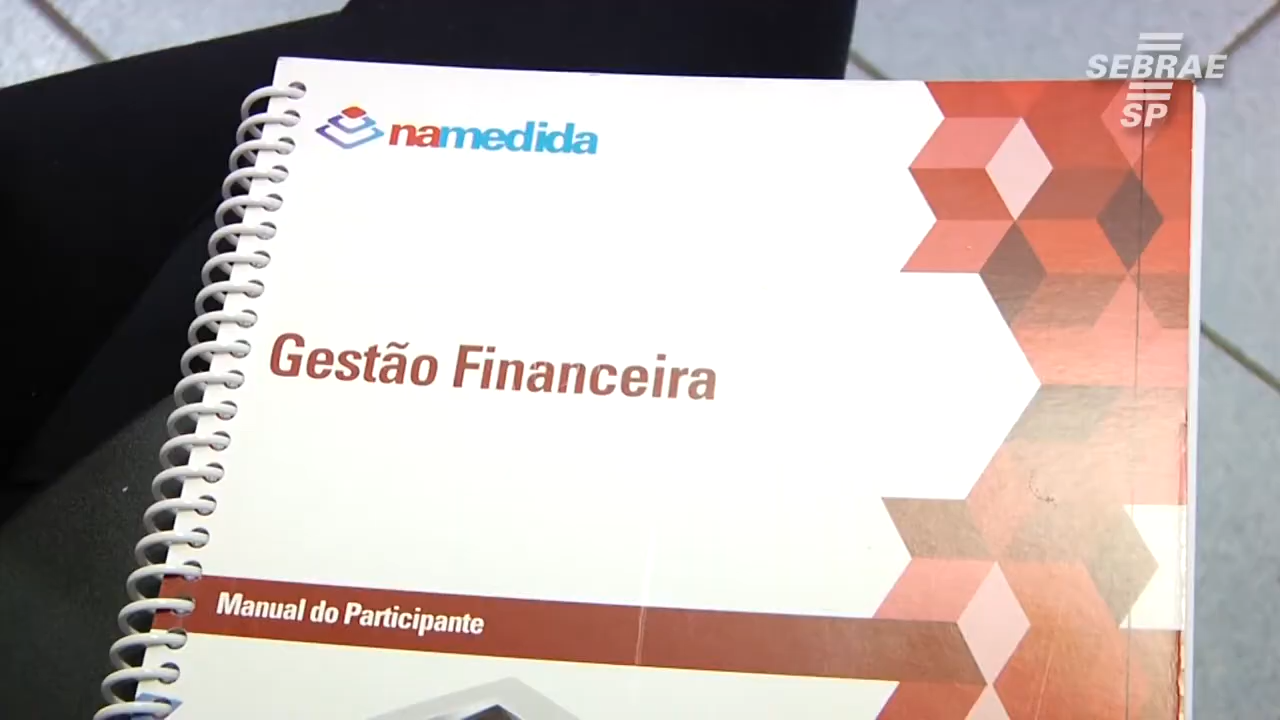 SEBRAE
SP
namedida
Gestão Financeira
Manual do Participante